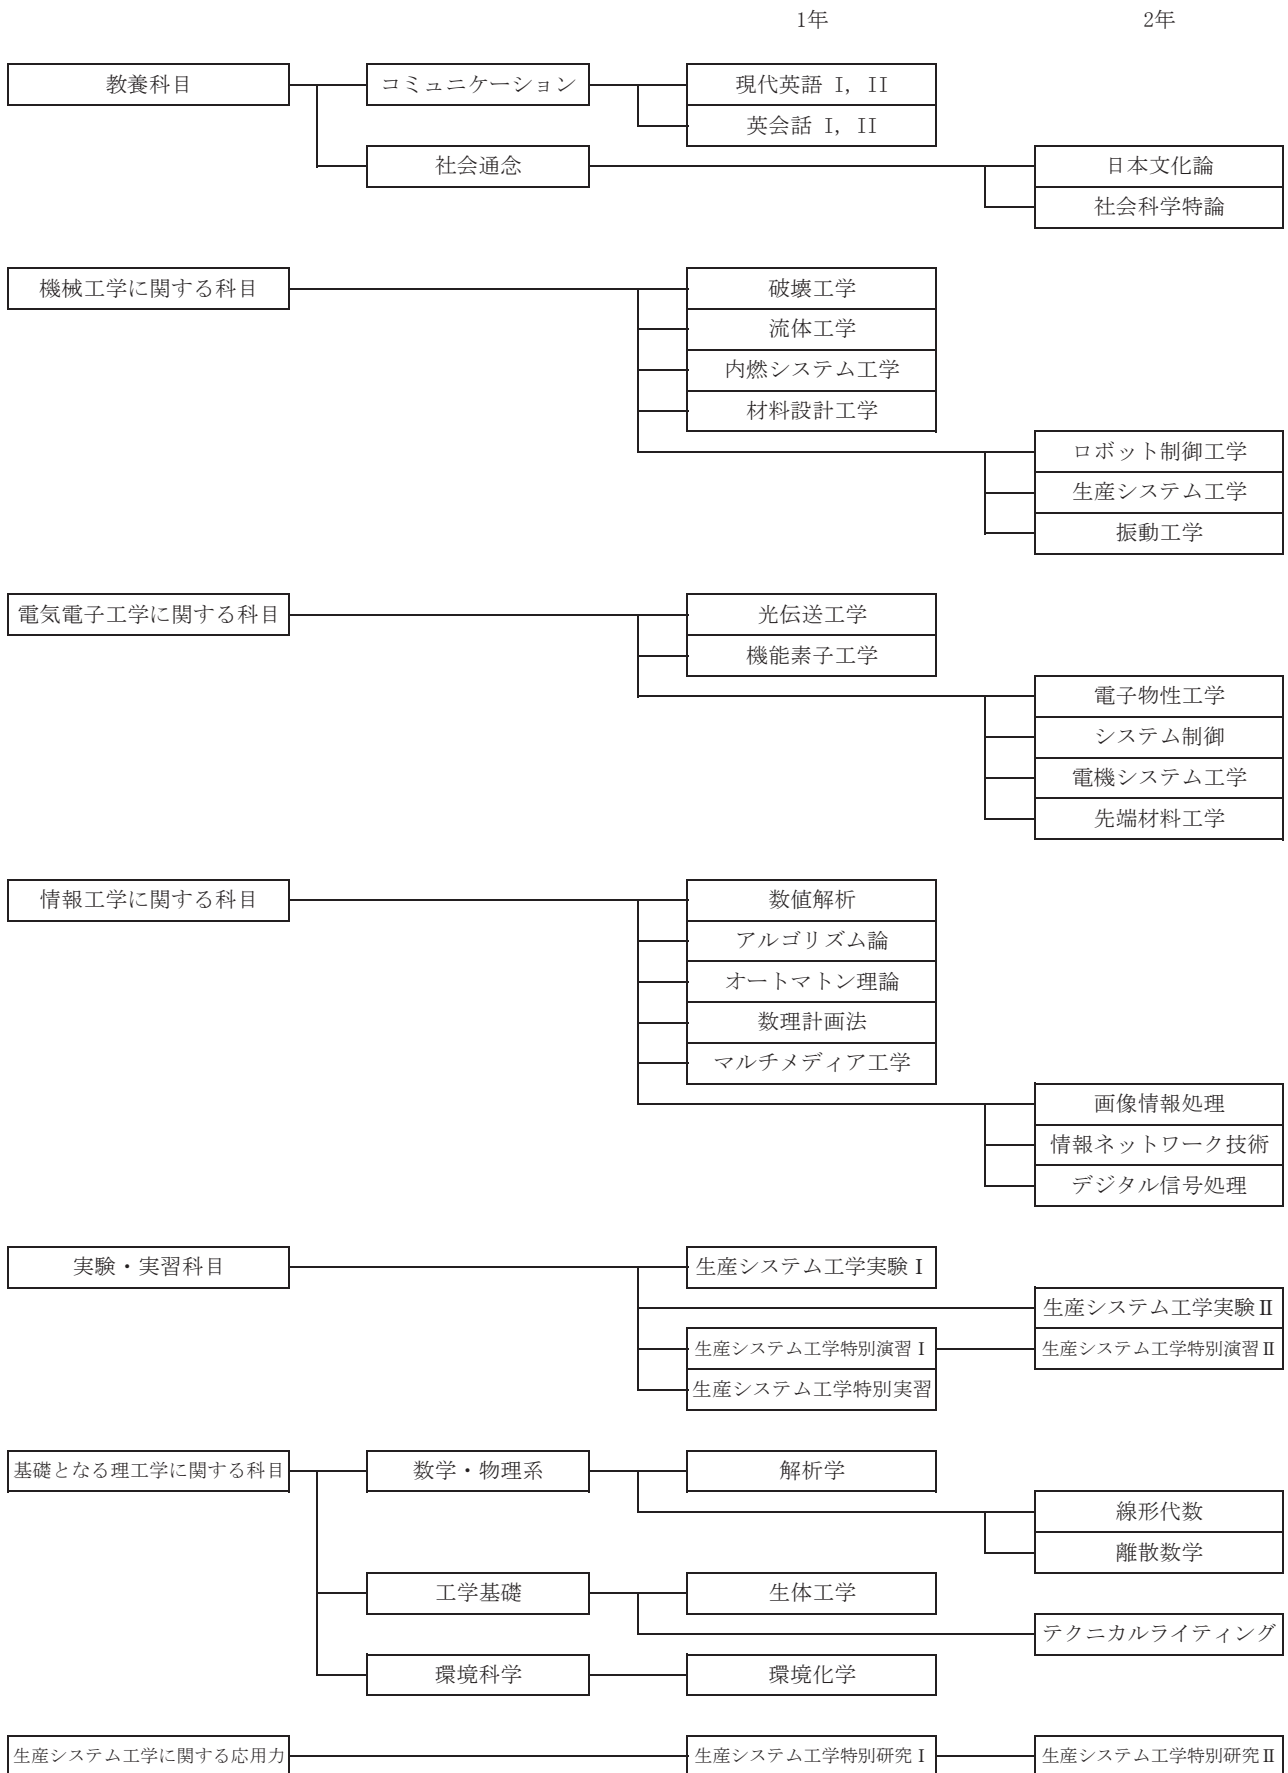 1年 2年
教養科目 コミュニケーション 現代英語 I, II
英会話 I, II
社会通念 日本文化論
社会科学特論
機械工学に関する科目 破壊工学
流体工学
内燃システム工学
材料設計工学
ロボット制御工学
生産システム工学
振動工学
電気電子工学に関する科目 光伝送工学
機能素子工学
電子物性工学
システム制御
電機システム工学
先端材料工学
情報工学に関する科目 数値解析
アルゴリズム論
オートマトン理論
数理計画法
マルチメディア工学
画像情報処理
情報ネットワーク技術
デジタル信号処理
実験・実習科目 生産システム工学実験Ⅰ
生産システム工学実験Ⅱ
生産システム工学特別演習Ⅰ 生産システム工学特別演習Ⅱ
生産システム工学特別実習
基礎となる理工学に関する科目 数学・物理系 解析学
線形代数
離散数学
工学基礎 生体工学
テクニカルライティング
環境科学 環境化学
生産システム工学に関する応用力 生産システム工学特別研究Ⅰ 生産システム工学特別研究Ⅱ